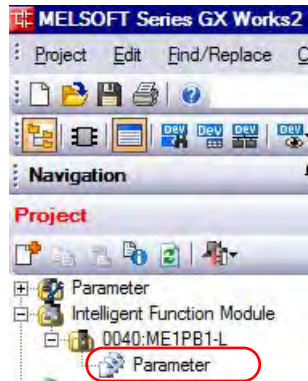 MELSOFT Series GX Works2
Project Edit Find/Replace
Navigation
Project
Parameter
Intelligent Function Module
0040:ME1PB1-L
Parameter